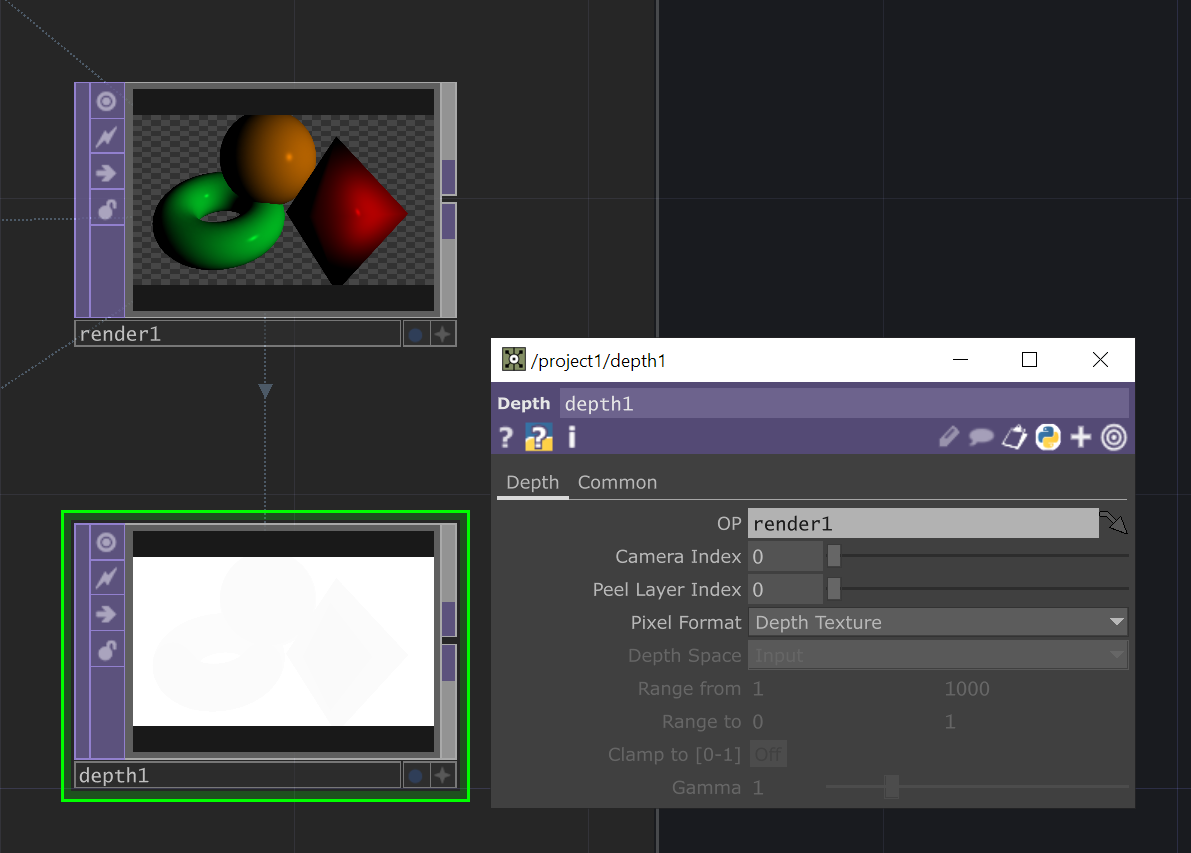 render1
depth1
/project1/depth1
Depth depth1
Depth Common
OP render1
Camera Index 0
Peel Layer Index 0
Pixel Format Depth Texture
Depth Space Input
Range from 1 1000
Range to 0 1
Clamp to [0-1] Off
Gamma 1